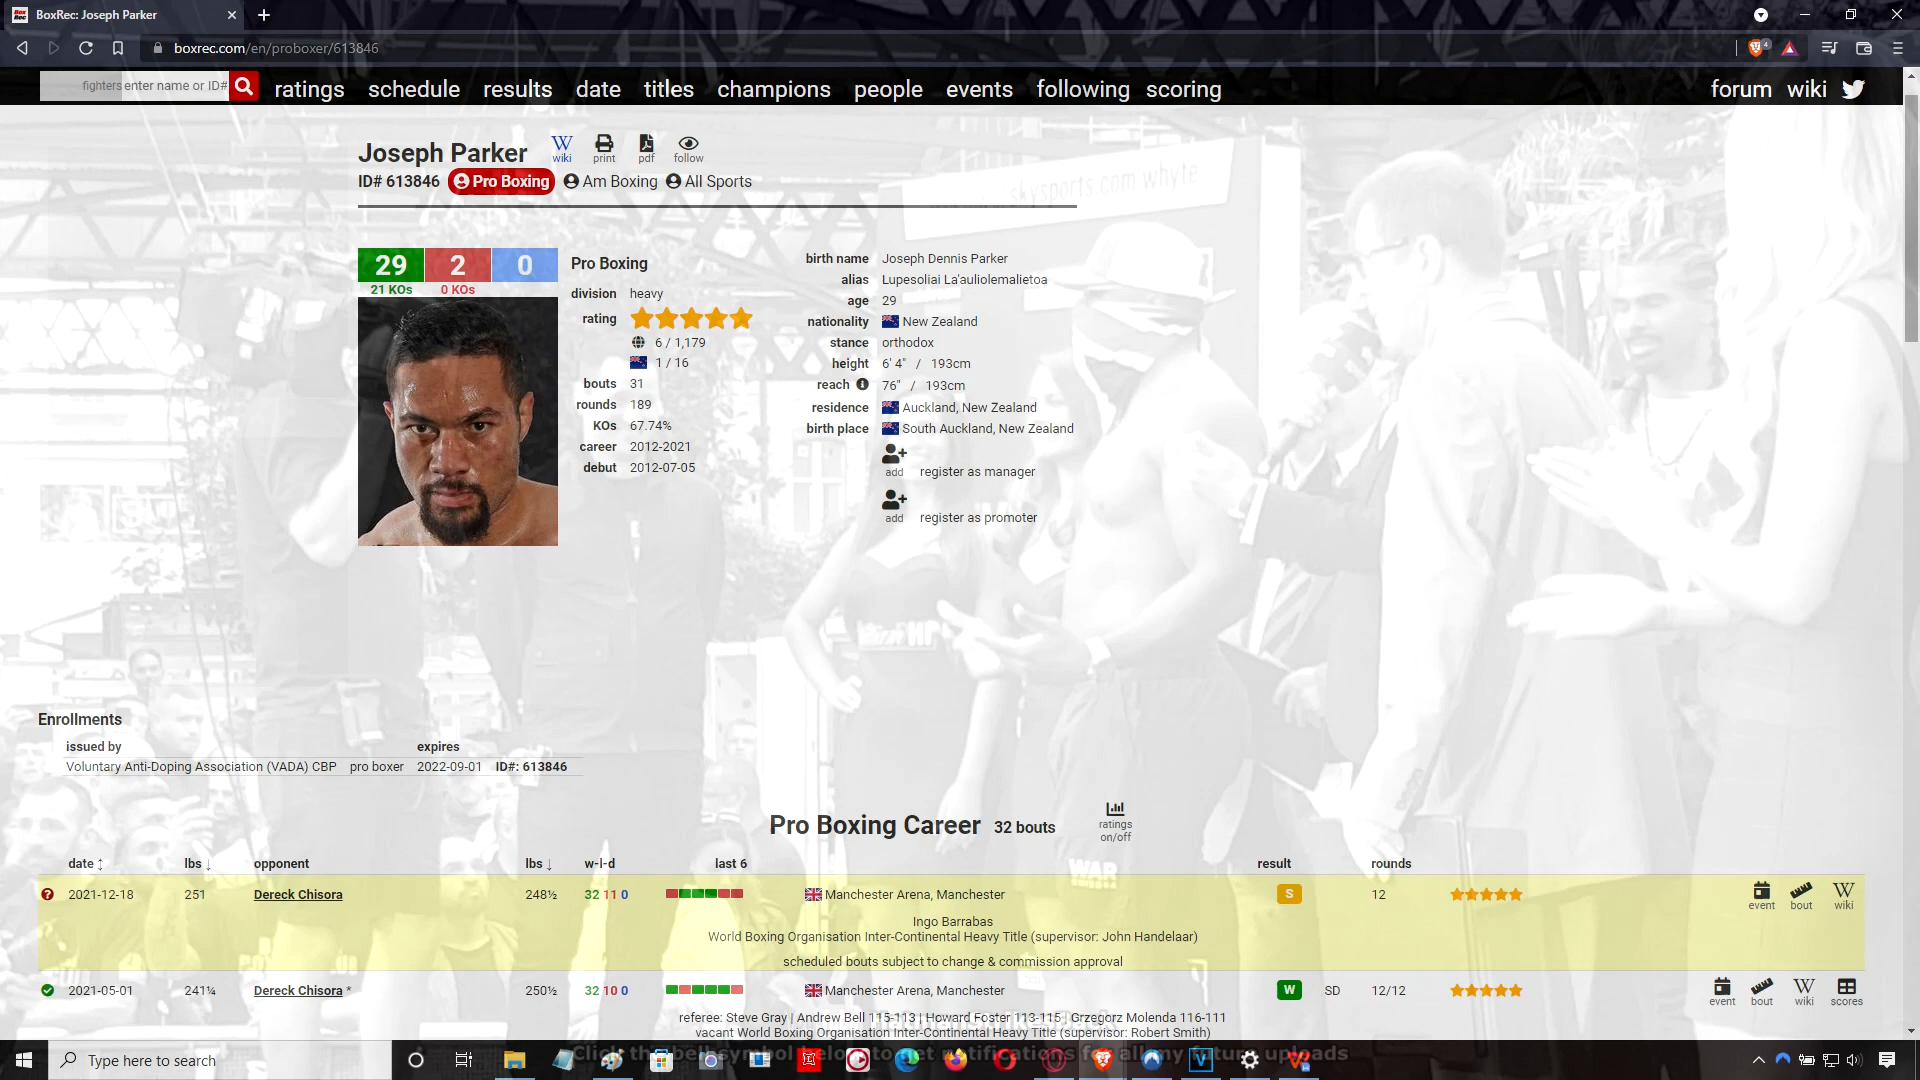 BoxRec: Joseph Parker
boxrec.com/en/proboxer/613846
4
fighters enter name or ID#
ratings schedule results date titles champions people events following scoring
forum wiki
skysports.com whyte
Joseph Parker
wiki print pdf follow
ID# 613846 Pro Boxing Am Boxing All Sports
29 2 0
21 KOs 0 KOs
Pro Boxing
division heavy
rating
6 / 1,179
1 / 16
bouts 31
rounds 189
KOs 67.74%
career 2012-2021
debut 2012-07-05
birth name Joseph Dennis Parker
alias Lupesoliai La'auliolemalietoa
age 29
nationality New Zealand
stance orthodox
height 6' 4" / 193cm
reach 76" / 193cm
residence Auckland, New Zealand
birth place South Auckland, New Zealand
add register as manager
add register as promoter
Enrollments
issued by expires
Voluntary Anti-Doping Association (VADA) CBP pro boxer 2022-09-01 ID#: 613846
Pro Boxing Career 32 bouts
ratings
on/off
date lbs opponent lbs w-l-d last 6 result rounds
2021-12-18 251 Dereck Chisora 248½ 32 11 0 Manchester Arena, Manchester S 12
event bout wiki
Ingo Barrabas
World Boxing Organisation Inter-Continental Heavy Title (supervisor: John Handelaar)
scheduled bouts subject to change & commission approval
2021-05-01 241¼ Dereck Chisora * 250½ 32 10 0 Manchester Arena, Manchester W SD 12/12
event bout wiki scores
referee: Steve Gray | Andrew Bell 115-113 | Howard Foster 113-115 | Grzegorz Molenda 116-111
vacant World Boxing Organisation Inter-Continental Heavy Title (supervisor: Robert Smith)
Type here to search